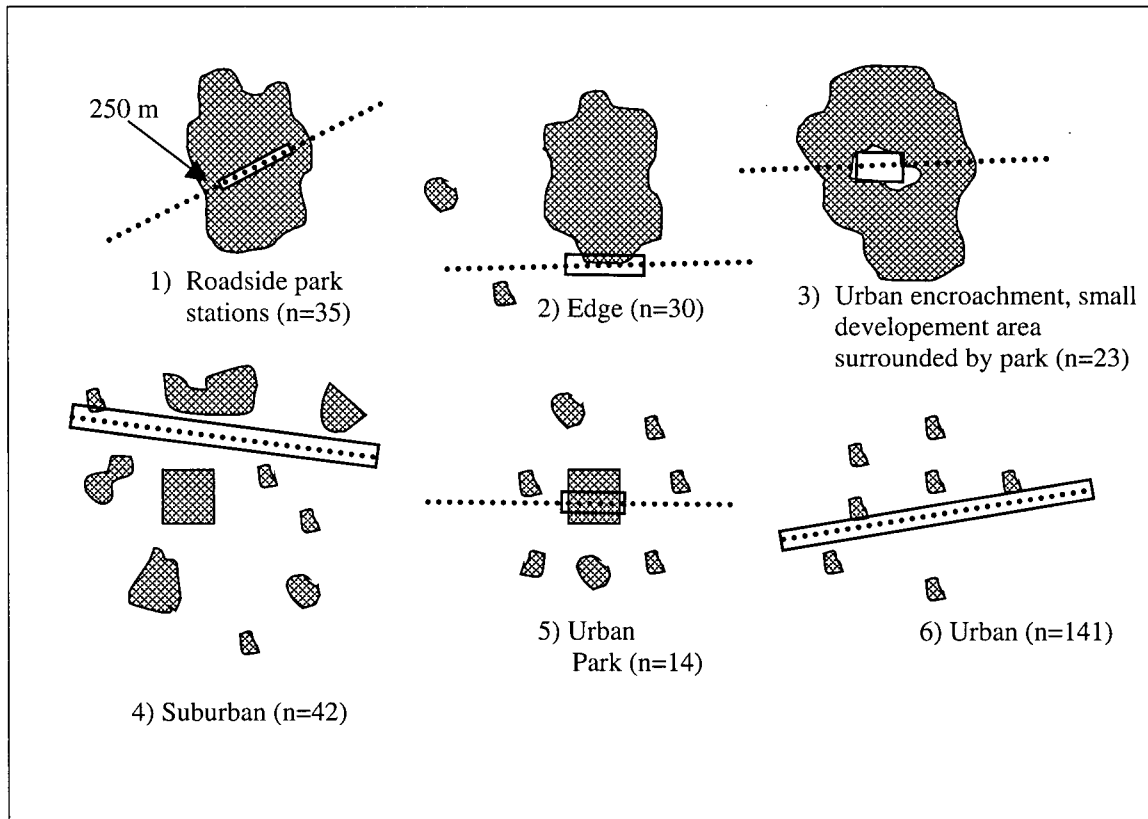 250 m
1) Roadside park
stations (n=35)
2) Edge (n=30)
3) Urban encroachment, small
developement area
surrounded by park (n=23)
4) Suburban (n=42)
5) Urban
Park (n=14)
6) Urban (n=141)